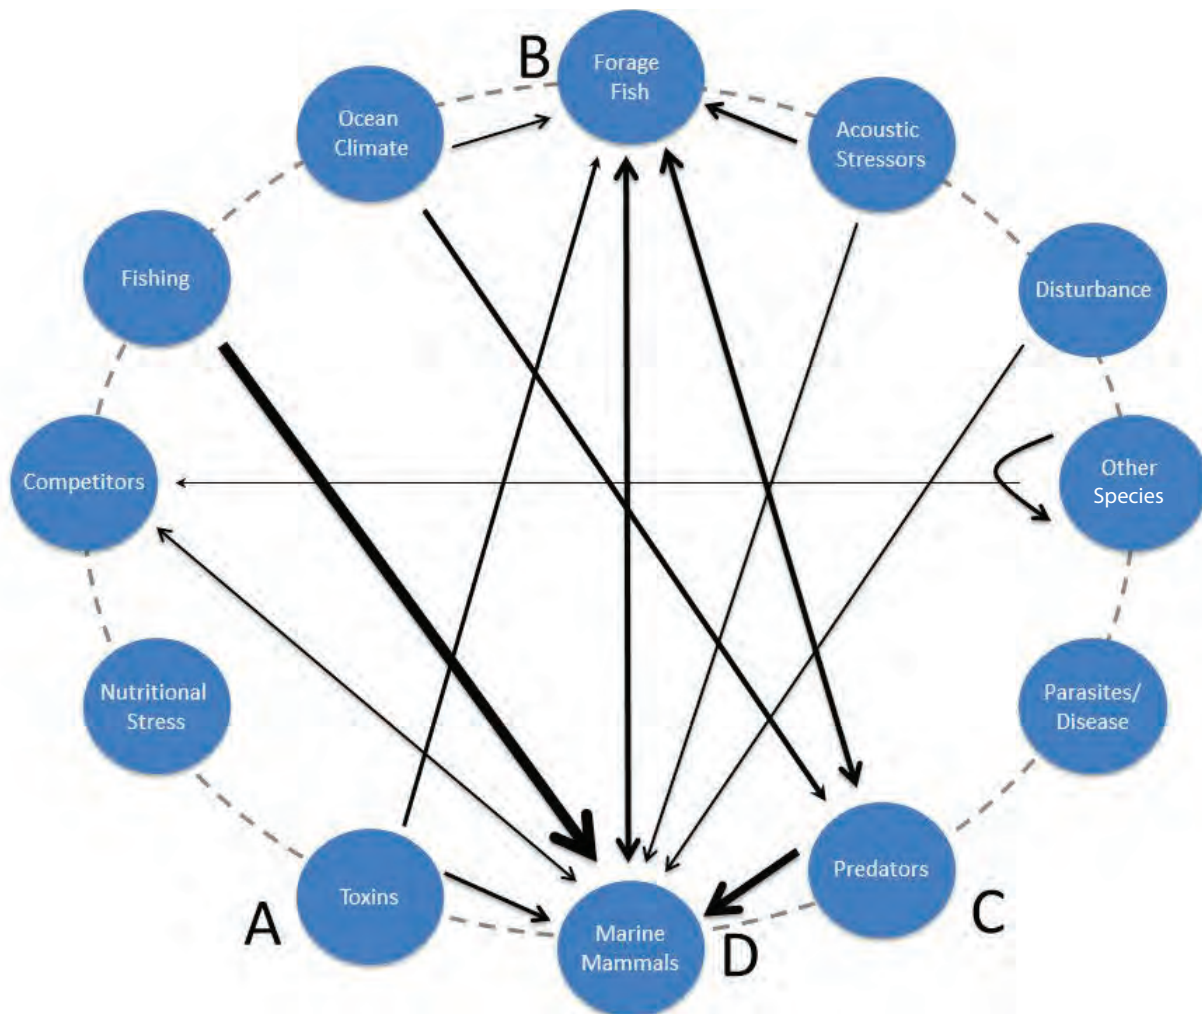 B
Forage
Fish
Ocean
Climate
Acoustic
Stressors
Fishing
Disturbance
Competitors
Other
Species
Nutritional
Stress
Parasites/
Disease
A
Toxins
Marine
Mammals
D
Predators
C